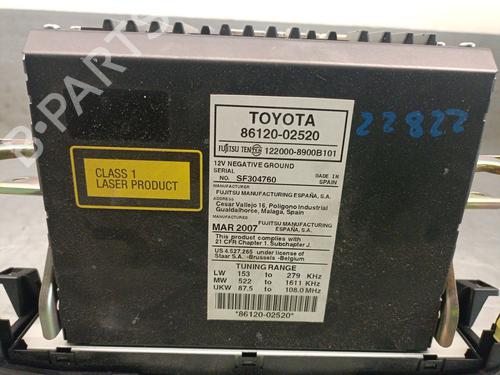 B-PARTS
CLASS 1
LASER PRODUCT
TOYOTA
86120-02520
FUJITSU TEN 122000-8900B101
12V NEGATIVE GROUND
SERIAL NO. SF304760 MADE IN SPAIN
MANUFACTURER
FUJITSU MANUFACTURING ESPAÑA, S.A.
ADDRESS
Cesar Vallejo 16, Poligono Industrial
Gualdalhorse, Malaga, Spain
MANUFACTURED
MAR 2007 FUJITSU MANUFACTURING ESPAÑA, S.A.
This product complies with
21 CFR Chapter 1, Subchapter J.
US 4.527.265 under license of
Staar S.A. -Brussels -Belgium
TUNING RANGE
LW 153 to 279 KHz
MW 522 to 1611 KHz
UKW 87.5 to 108.0 MHz
*86120-02520*
22822